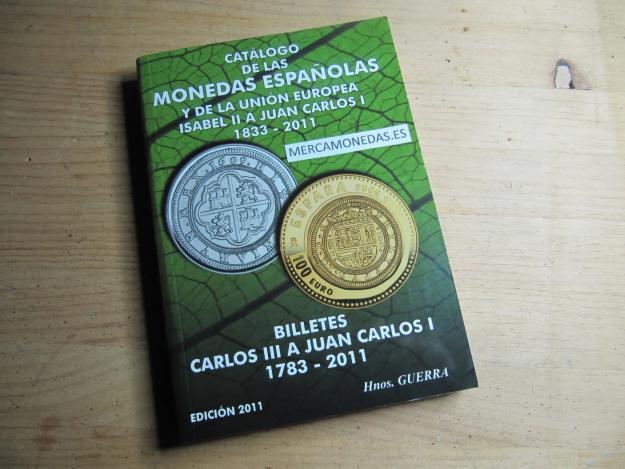 CATÁLOGO
DE LAS
MONEDAS ESPAÑOLAS
Y DE LA UNIÓN EUROPEA
ISABEL II A JUAN CARLOS I
1833 - 2011
MERCAMONEDAS.ES
ESPAÑA
100 EURO
BILLETES
CARLOS III A JUAN CARLOS I
1783 - 2011
Hnos. GUERRA
EDICIÓN 2011